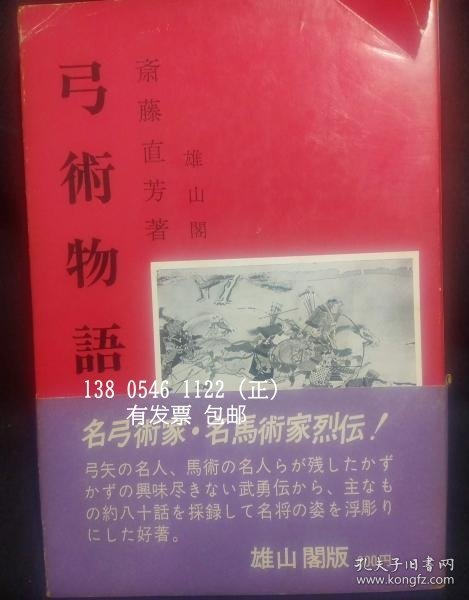 弓術物語
斎藤直芳著
雄山閣
138 0546 1122 (正)
有发票 包邮
名弓術家・名馬術家烈伝！
弓矢の名人、馬術の名人らが残したかず
かずの興味尽きない武勇伝から、主なも
の約八十話を採録して名将の姿を浮彫り
にした好著。
雄山閣版
00円
孔夫子旧书网
www.kongfz.com